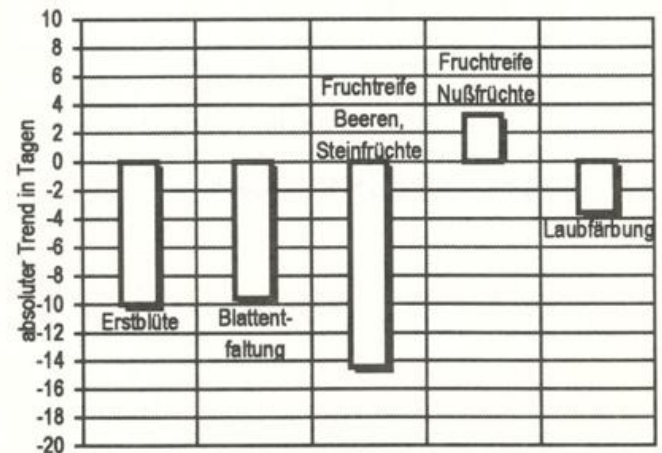 absoluter Trend in Tagen
10
8
6
4
2
0
-2
-4
-6
-8
-10
-12
-14
-16
-18
-20
Erstblüte
Blattent-
faltung
Fruchtreife
Beeren,
Steinfrüchte
Fruchtreife
Nußfrüchte
Laubfärbung